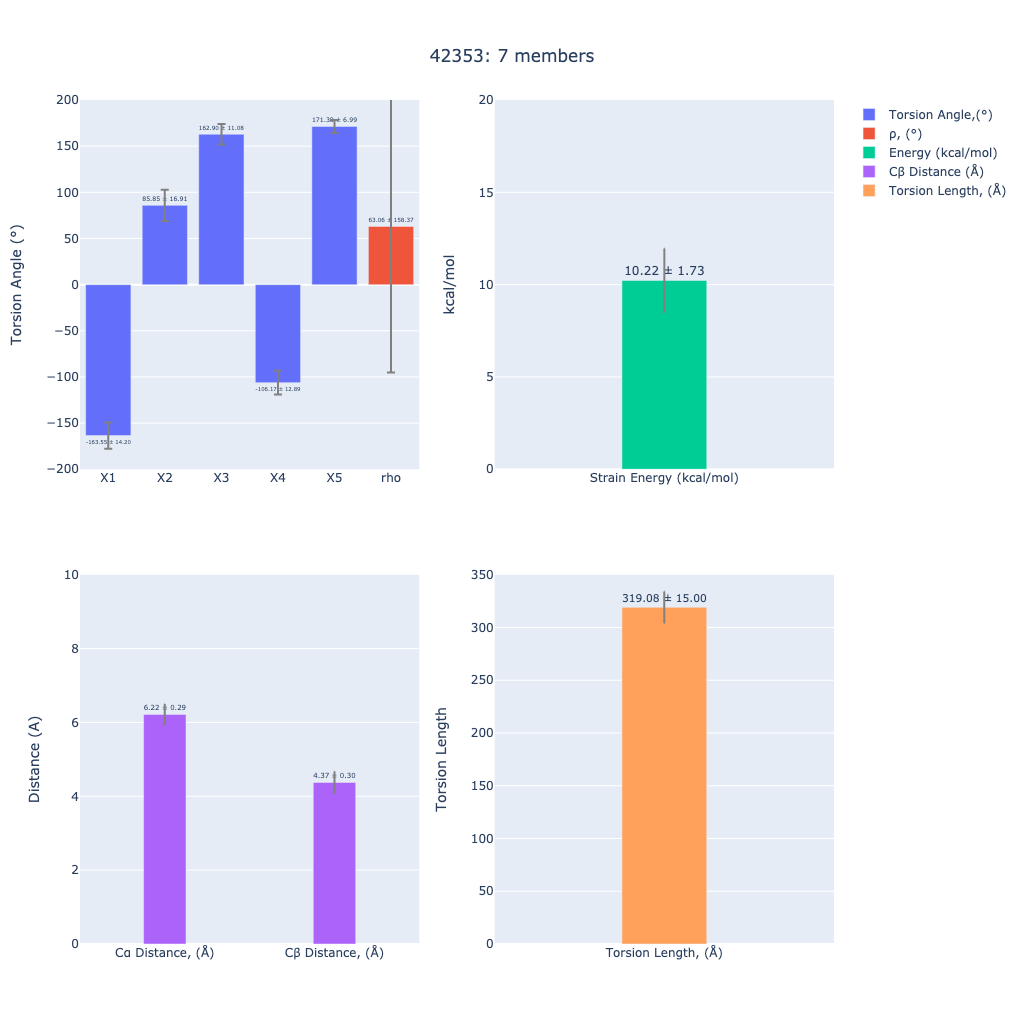 42353: 7 members
Torsion Angle (°)
200
150
100
50
0
−50
−100
−150
−200
-163.55 ± 14.20
85.85 ± 16.91
162.90 ± 11.08
-106.17 ± 12.89
171.39 ± 6.99
63.06 ± 158.37
X1
X2
X3
X4
X5
rho
kcal/mol
20
15
10
5
0
10.22 ± 1.73
Strain Energy (kcal/mol)
Torsion Angle,(°)
ρ, (°)
Energy (kcal/mol)
Cβ Distance (Å)
Torsion Length, (Å)
Distance (A)
10
8
6
4
2
0
6.22 ± 0.29
4.37 ± 0.30
Cα Distance, (Å)
Cβ Distance, (Å)
Torsion Length
350
300
250
200
150
100
50
0
319.08 ± 15.00
Torsion Length, (Å)